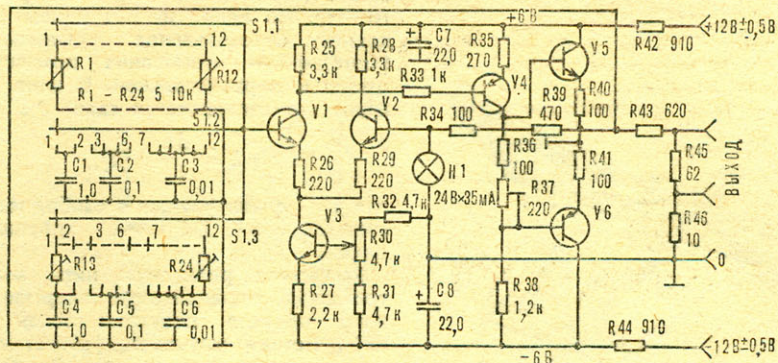 S1.1 +6В
1 12 R25 R28 C7 R35 V5 +12В±0,5В
R1 R12 3,3к 3,3к 22,0 270 R42 910
R1 - R24 5 10к R33 1к V4 R40
S1.2 V1 V2 R34 100 R39 100 R43 620
1 2 3 6 7 12 470
C1 C2 C3 R26 R29 R36 R41 R45
1,0 0,1 0,01 220 220 H1 100 100 62
R32 4,7к 24В×35мА R37 ВЫХОД
1 2 3 6 7 12 S1.3 V3 220 V6 R46
R13 R24 R30 10
4,7к 0
C4 C5 C6 R27 R31 C8 R38
1,0 0,1 0,01 2,2к 4,7к 22,0 1,2к R44 910
-6В -12В±0,5В